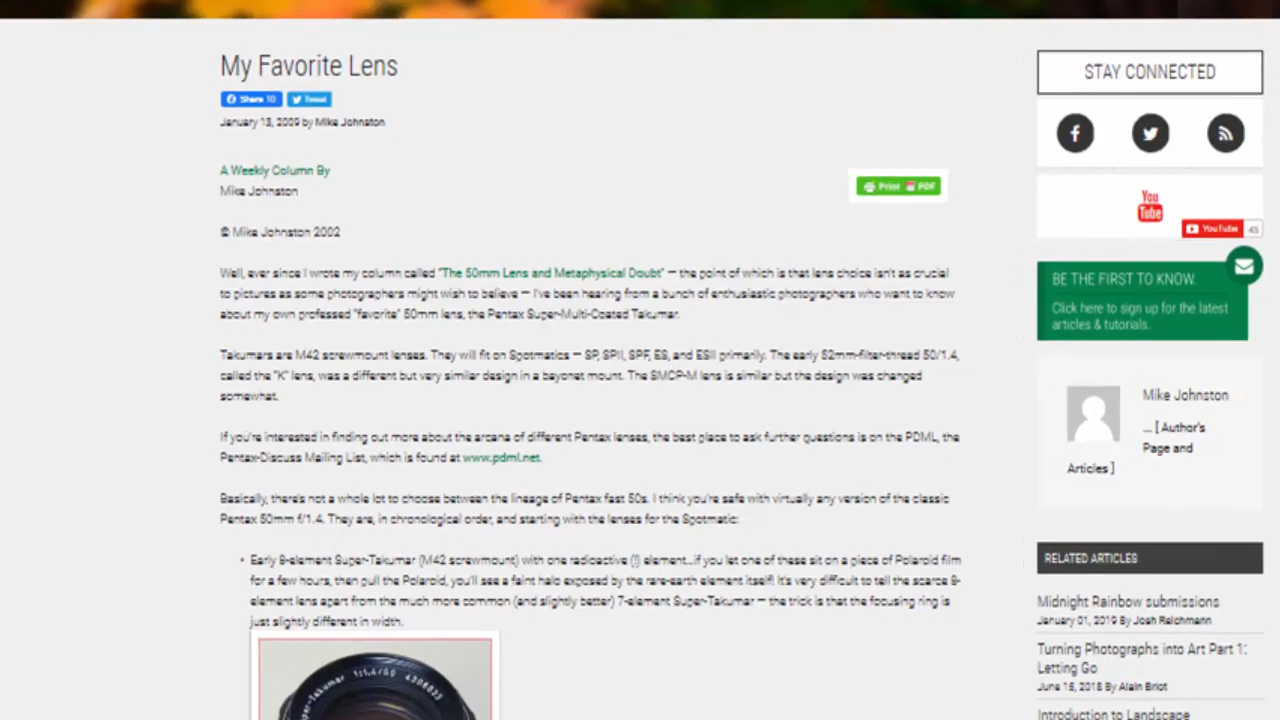 My Favorite Lens
Share 10 Tweet
January 13, 2009 by Mike Johnston
A Weekly Column By
Mike Johnston
Print PDF
© Mike Johnston 2002
Well, ever since I wrote my column called "The 50mm Lens and Metaphysical Doubt" — the point of which is that lens choice isn't as crucial
to pictures as some photographers might wish to believe — I've been hearing from a bunch of enthusiastic photographers who want to know
about my own professed "favorite" 50mm lens, the Pentax Super-Multi-Coated Takumar.
Takumars are M42 screwmount lenses. They will fit on Spotmatics — SP, SPII, SPF, ES, and ESII primarily. The early 52mm-filter-thread 50/1.4,
called the "K" lens, was a different but very similar design in a bayonet mount. The SMCP-M lens is similar but the design was changed
somewhat.
If you're interested in finding out more about the arcana of different Pentax lenses, the best place to ask further questions is on the PDML, the
Pentax-Discuss Mailing List, which is found at www.pdml.net.
Basically, there's not a whole lot to choose between the lineage of Pentax fast 50s. I think you're safe with virtually any version of the classic
Pentax 50mm f/1.4. They are, in chronological order, and starting with the lenses for the Spotmatic:
• Early 8-element Super-Takumar (M42 screwmount) with one radioactive (!) element...if you let one of these sit on a piece of Polaroid film
for a few hours, then pull the Polaroid, you'll see a faint halo exposed by the rare-earth element itself! It's very difficult to tell the scarce 8-
element lens apart from the much more common (and slightly better) 7-element Super-Takumar — the trick is that the focusing ring is
just slightly different in width.
Super-Takumar 1:1.4/50
STAY CONNECTED
You
Tube
YouTube
BE THE FIRST TO KNOW.
Click here to sign up for the latest
articles & tutorials.
Mike Johnston
... [ Author's
Page and
Articles ]
RELATED ARTICLES
Midnight Rainbow submissions
January 01, 2019 By Josh Reichmann
Turning Photographs into Art Part 1:
Letting Go
June 15, 2018 By Alain Briot
Introduction to Landscape